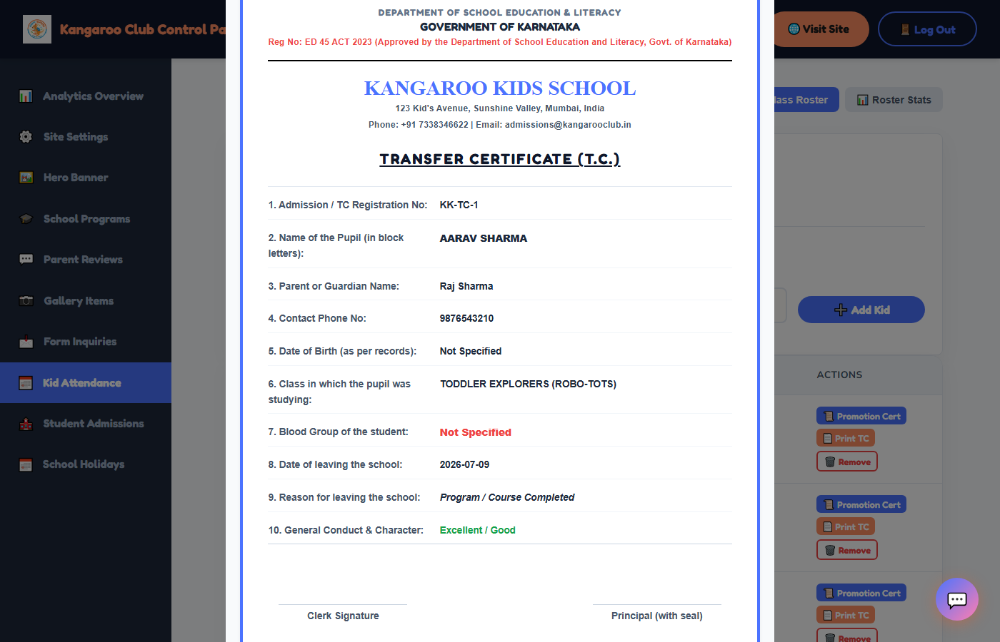 DEPARTMENT OF SCHOOL EDUCATION & LITERACY
GOVERNMENT OF KARNATAKA
Reg No: ED 45 ACT 2023 (Approved by the Department of School Education and Literacy, Govt. of Karnataka)
Kangaroo Club Control Pa
🌐 Visit Site
🚪 Log Out
KANGAROO KIDS SCHOOL
123 Kid's Avenue, Sunshine Valley, Mumbai, India
Phone: +91 7338346622 | Email: admissions@kangarooclub.in
TRANSFER CERTIFICATE (T.C.)
1. Admission / TC Registration No: KK-TC-1
2. Name of the Pupil (in block
letters):
AARAV SHARMA
3. Parent or Guardian Name: Raj Sharma
4. Contact Phone No: 9876543210
5. Date of Birth (as per records): Not Specified
6. Class in which the pupil was
studying:
TODDLER EXPLORERS (ROBO-TOTS)
7. Blood Group of the student: Not Specified
8. Date of leaving the school: 2026-07-09
9. Reason for leaving the school: Program / Course Completed
10. General Conduct & Character: Excellent / Good
Clerk Signature
Principal (with seal)
Analytics Overview
Site Settings
Hero Banner
School Programs
Parent Reviews
Gallery Items
Form Inquiries
Kid Attendance
Student Admissions
School Holidays
lass Roster
Roster Stats
Add Kid
ACTIONS
Promotion Cert
Print TC
Remove
Promotion Cert
Print TC
Remove
Promotion Cert
Print TC
Remove